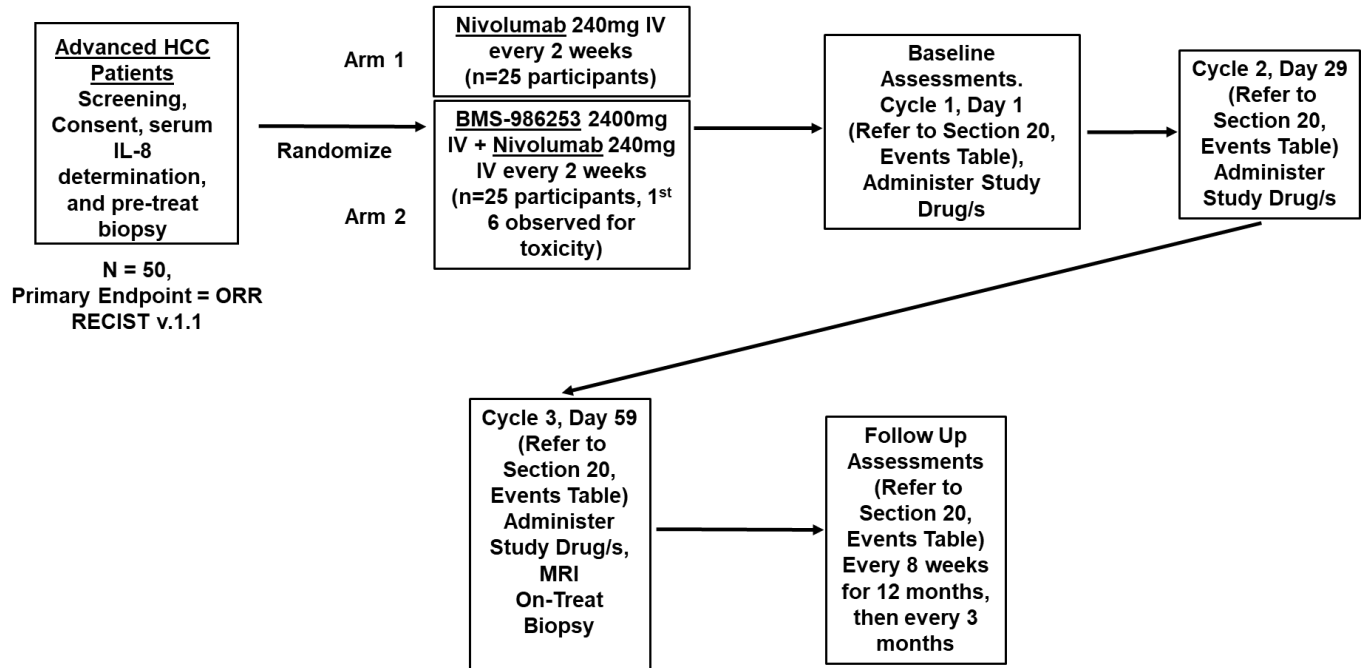 Advanced HCC
Patients
Screening,
Consent, serum
IL-8
determination,
and pre-treat
biopsy
N = 50,
Primary Endpoint = ORR
RECIST v.1.1
Randomize
Arm 1
Nivolumab 240mg IV
every 2 weeks
(n=25 participants)
Arm 2
BMS-986253 2400mg
IV + Nivolumab 240mg
IV every 2 weeks
(n=25 participants, 1st
6 observed for
toxicity)
Baseline
Assessments.
Cycle 1, Day 1
(Refer to Section 20,
Events Table),
Administer Study
Drug/s
Cycle 2, Day 29
(Refer to
Section 20,
Events Table)
Administer
Study Drug/s
Cycle 3, Day 59
(Refer to
Section 20,
Events Table)
Administer
Study Drug/s,
MRI
On-Treat
Biopsy
Follow Up
Assessments
(Refer to
Section 20,
Events Table)
Every 8 weeks
for 12 months,
then every 3
months